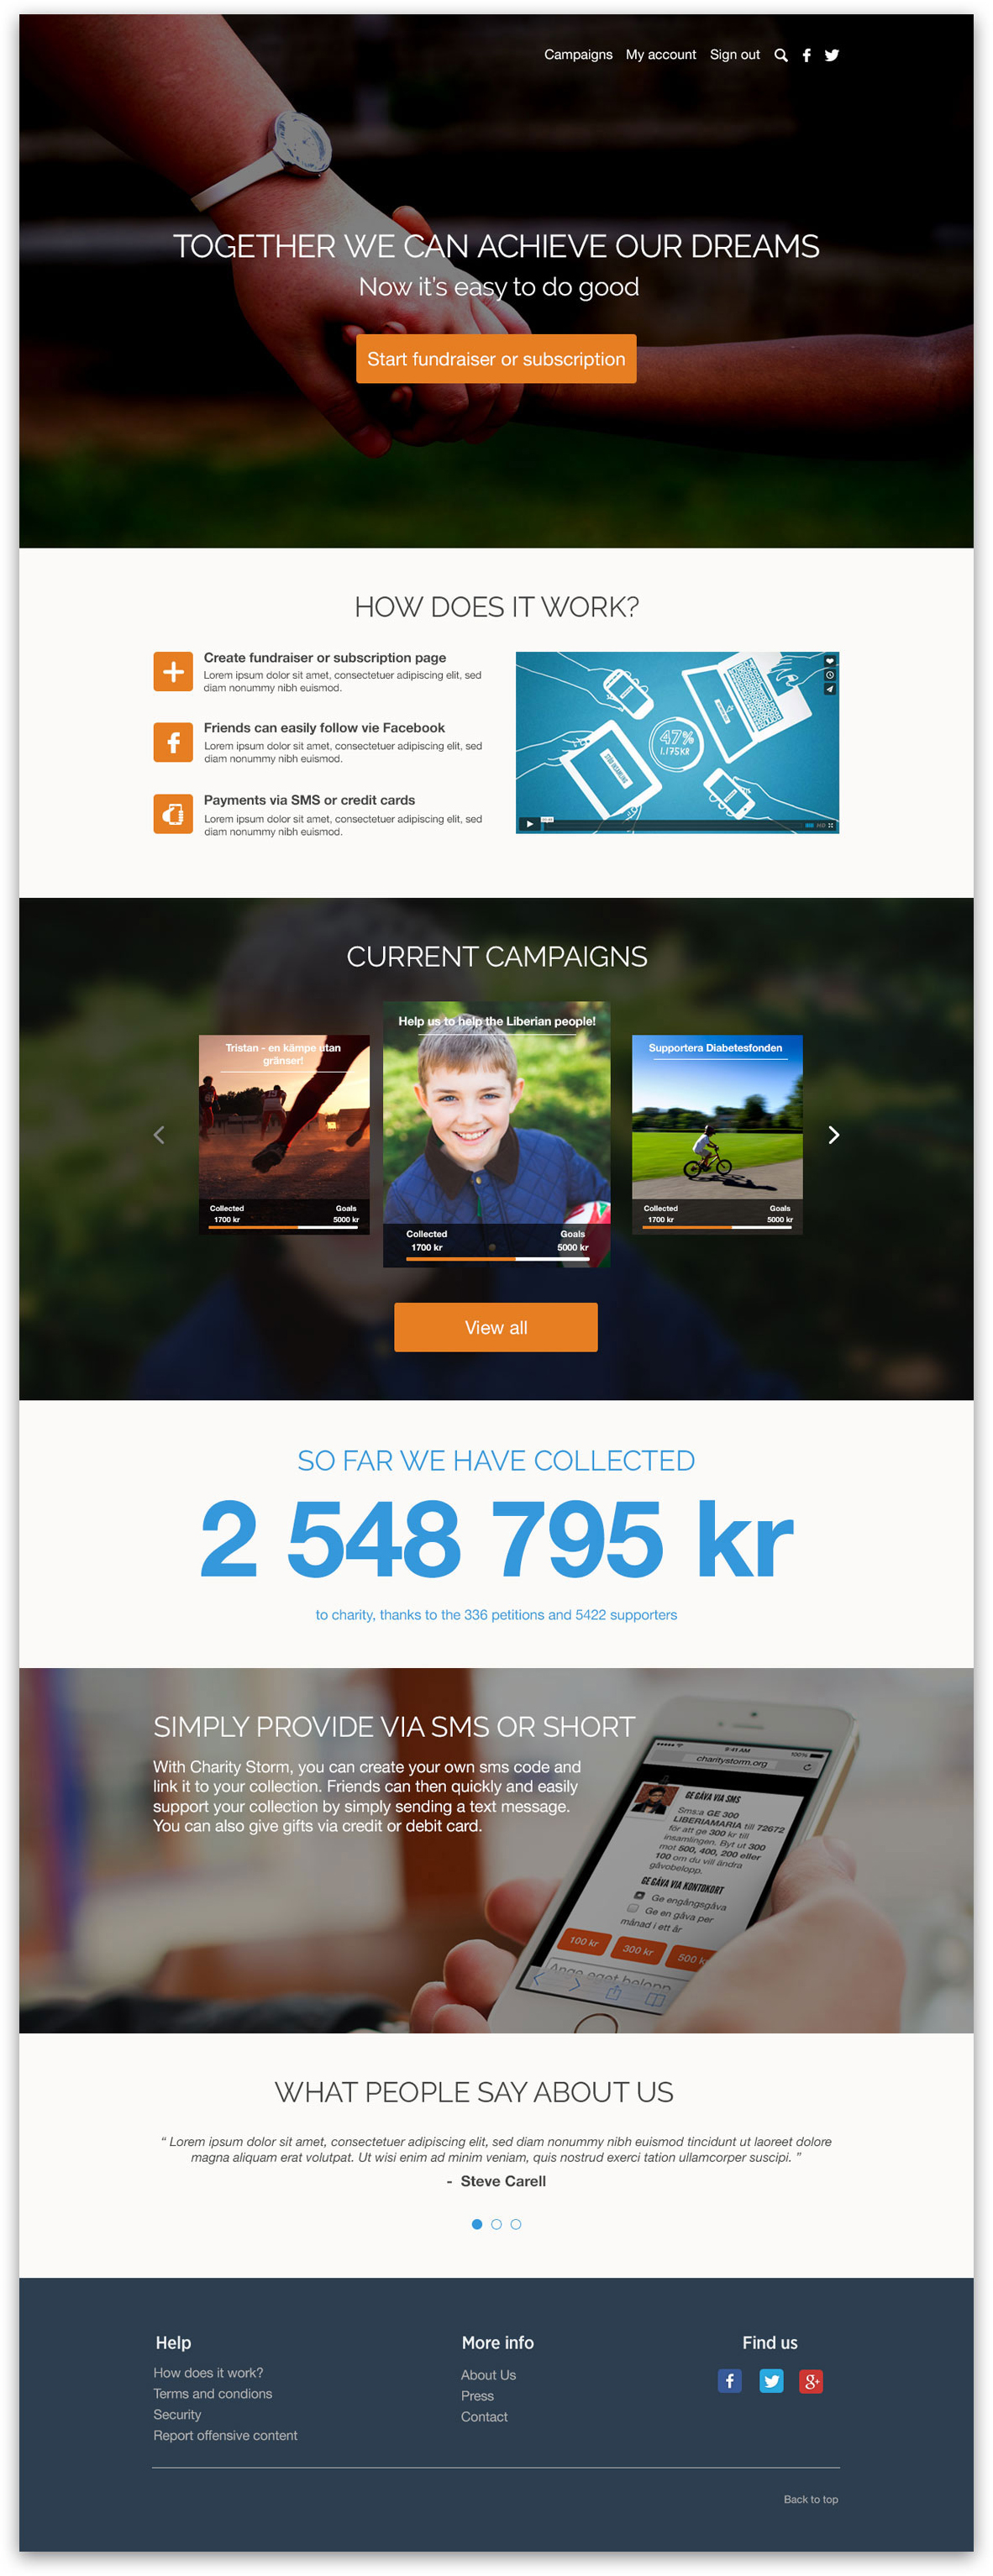 Campaigns My account Sign out
TOGETHER WE CAN ACHIEVE OUR DREAMS
Now it's easy to do good
Start fundraiser or subscription
HOW DOES IT WORK?
Create fundraiser or subscription page
Lorem ipsum dolor sit amet, consectetuer adipiscing elit, sed
diam nonummy nibh euismod.
Friends can easily follow vie Facebook
Lorem ipsum dolor sit amet, consectetuer adipiscing elit, sed
diam nonummy nibh euismod.
Payments via SMS or credit cards
Lorem ipsum dolor sit amet, consectetuer adipiscing elit, sed
diam nonummy nibh euismod.
47%
1.175KR
HD
CURRENT CAMPAIGNS
Tristan - en kämpe utan
gränser!
Collected Goals
1700 kr 5000 kr
Help us to help the Liberian people!
Collected Goals
1700 kr 5000 kr
Supportera Diabetesfonden
Collected Goals
1700 kr 5000 kr
View all
SO FAR WE HAVE COLLECTED
2 548 795 kr
to charity, thanks to the 336 petitions and 5422 supporters
SIMPLY PROVIDE VIA SMS OR SHORT
With Charity Storm, you can create your own sms code and
link it to your collection. Friends can then quickly and easily
support your collection by simply sending a text message.
You can also give gifts via credit or debit card.
9:41 AM 100%
charitystorm.org
GE GÅVA VIA SMS
Sms:a GE 300
LIBERIAMARIA till 72672
för att ge 300 kr till
insamlingen. Byt ut 300
mot 500, 400, 200 eller
100 om du vill ändra
gåvobelopp.
GE GÅVA VIA KONTOKORT
Ge engångsgåva
Ge en gåva per
månad i ett år
100 kr 300 kr 500 k
Ange eget belopp
WHAT PEOPLE SAY ABOUT US
“ Lorem ipsum dolor sit amet, consectetuer adipiscing elit, sed diam nonummy nibh euismod tincidunt ut laoreet dolore
magna aliquam erat volutpat. Ut wisi enim ad minim veniam, quis nostrud exerci tation ullamcorper suscipi. ”
- Steve Carell
Help
How does it work?
Terms and condions
Security
Report offensive content
More info
About Us
Press
Contact
Find us
Back to top